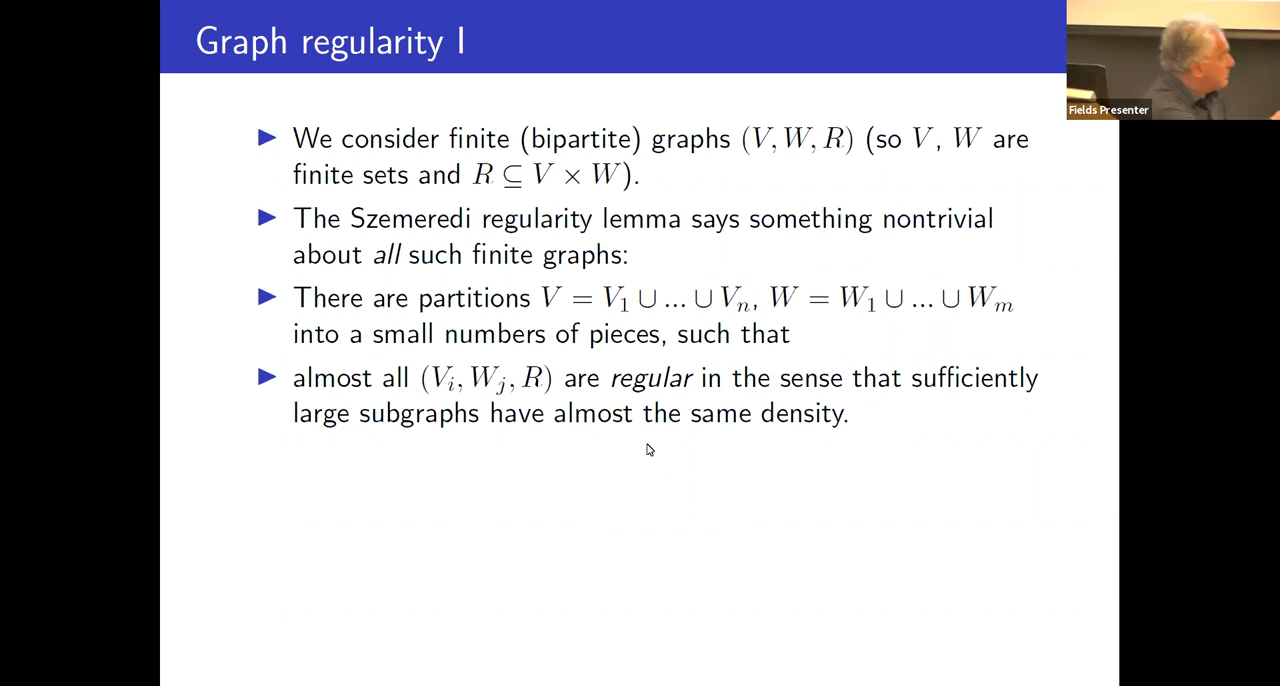 Graph regularity I
Fields Presenter
▶ We consider finite (bipartite) graphs (V, W, R) (so V, W are
finite sets and R ⊆ V × W).
▶ The Szemeredi regularity lemma says something nontrivial
about all such finite graphs:
▶ There are partitions V = V₁ ∪ ... ∪ Vₙ, W = W₁ ∪ ... ∪ Wₘ
into a small numbers of pieces, such that
▶ almost all (Vᵢ, Wⱼ, R) are regular in the sense that sufficiently
large subgraphs have almost the same density.